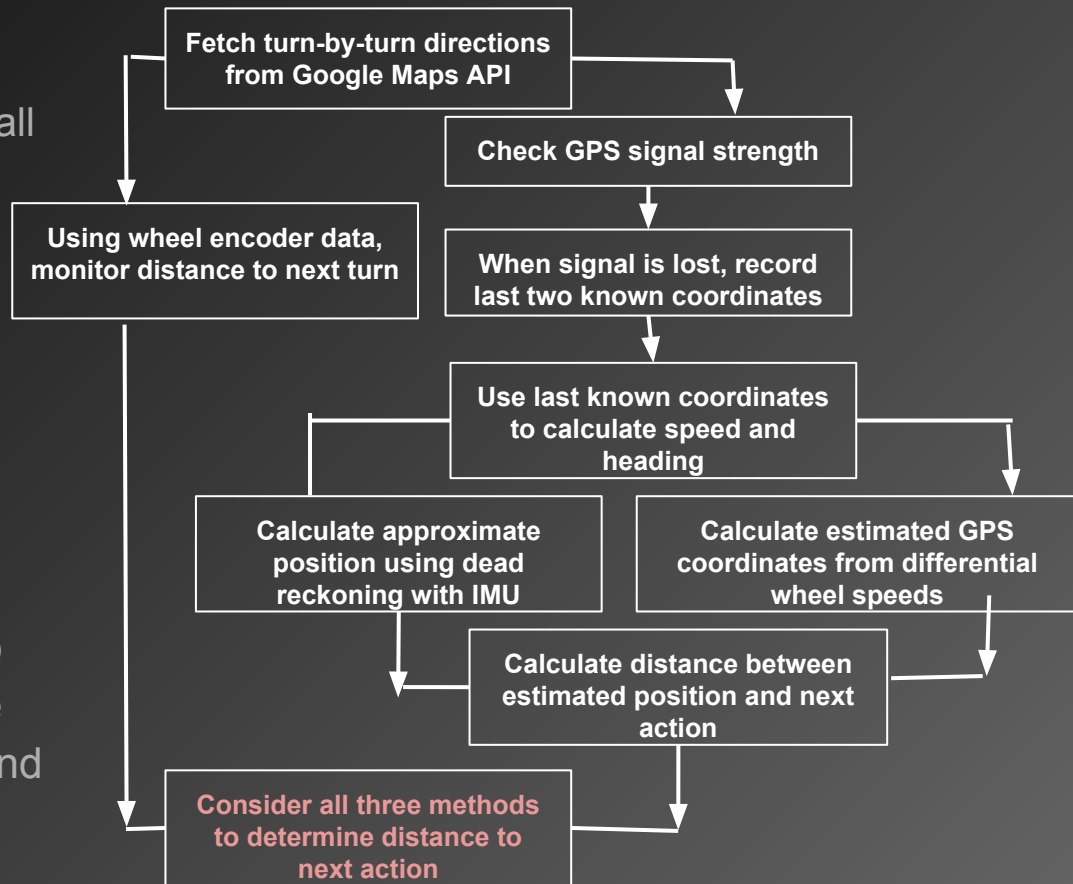 Fetch turn-by-turn directions
from Google Maps API
all
Check GPS signal strength
Using wheel encoder data,
monitor distance to next turn
When signal is lost, record
last two known coordinates
Use last known coordinates
to calculate speed and
heading
Calculate approximate
position using dead
reckoning with IMU
Calculate estimated GPS
coordinates from differential
wheel speeds
Calculate distance between
estimated position and next
action
nd
Consider all three methods
to determine distance to
next action